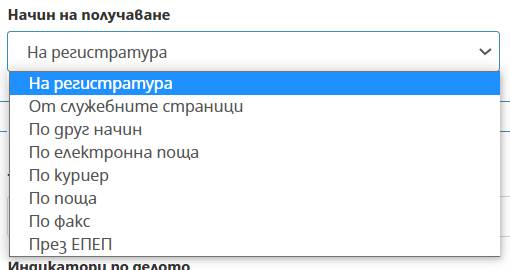 Начин на получаване
На регистратура
На регистратура
От служебните страници
По друг начин
По електронна поща
По куриер
По поща
По факс
През ЕПЕП
Индикатори по делото